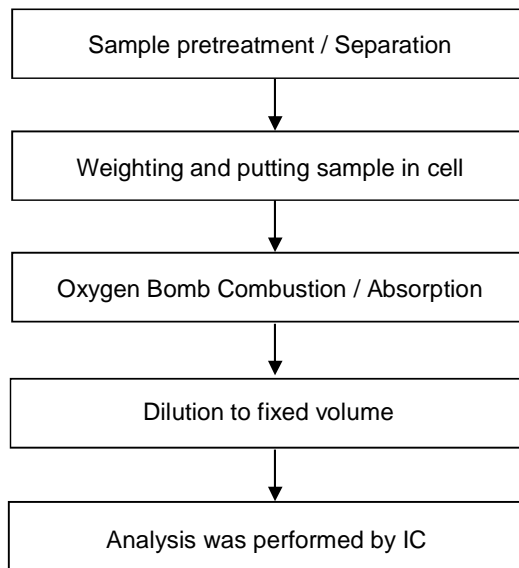 Sample pretreatment / Separation
Weighting and putting sample in cell
Oxygen Bomb Combustion / Absorption
Dilution to fixed volume
Analysis was performed by IC